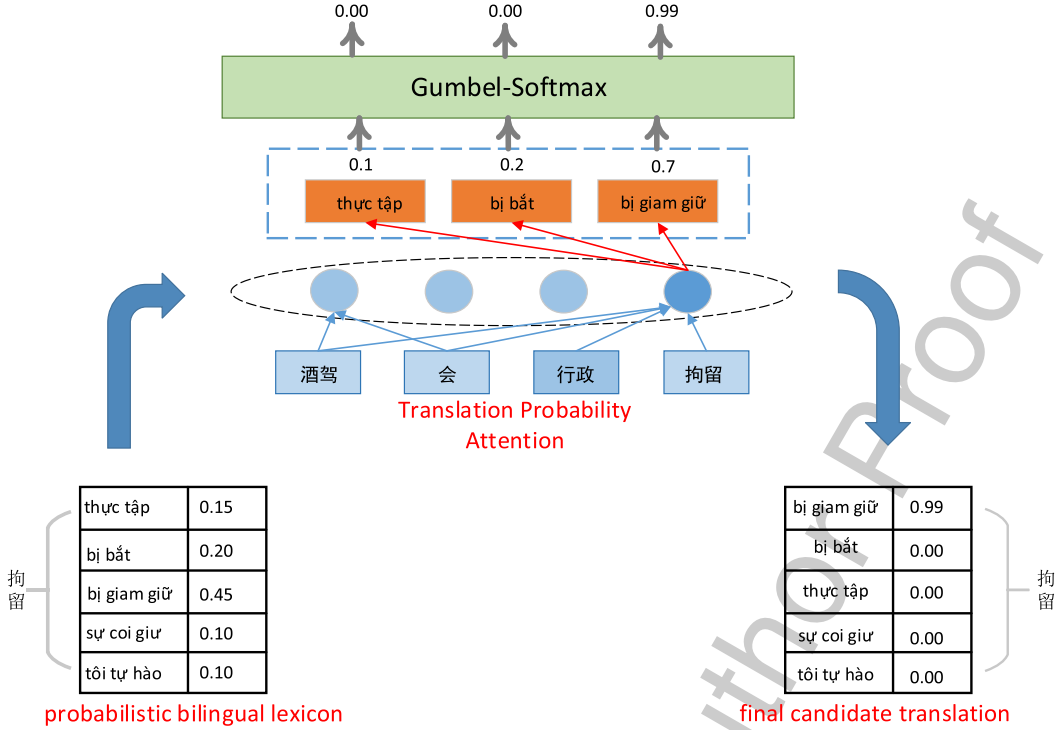 0.00 0.00 0.99
Gumbel-Softmax
0.1 0.2 0.7
thực tập bị bắt bị giam giữ
酒驾 会 行政 拘留
Translation Probability
Attention
拘
留
thực tập 0.15
bị bắt 0.20
bị giam giữ 0.45
sự coi giư 0.10
tôi tự hào 0.10
probabilistic bilingual lexicon
bị giam giữ 0.99
bị bắt 0.00
thực tập 0.00
sự coi giư 0.00
tôi tự hào 0.00
拘
留
final candidate translation
uthor Proof